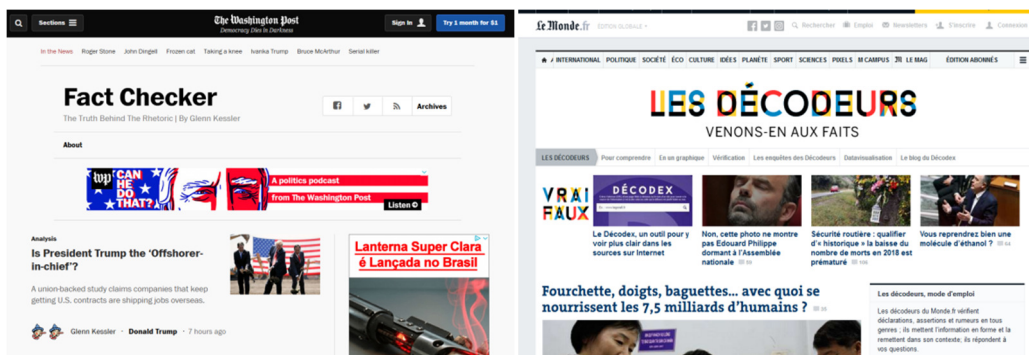 Sections
The Washington Post
Democracy Dies in Darkness
Sign In
Try 1 month for $1
In the News Roger Stone John Dingell Frozen cat Taking a knee Ivanka Trump Bruce McArthur Serial killer
Fact Checker
The Truth Behind The Rhetoric | By Glenn Kessler
Archives
About
wp
CAN
HE
DO
THAT?
A politics podcast
from The Washington Post
Listen
Analysis
Is President Trump the ‘Offshorer-
in-chief’?
A union-backed study claims companies that keep
getting U.S. contracts are shipping jobs overseas.
Glenn Kessler · Donald Trump · 7 hours ago
Lanterna Super Clara
é Lançada no Brasil
Le Monde.fr ÉDITION GLOBALE
Rechercher Emploi Newsletters S'inscrire Connexion
/ INTERNATIONAL POLITIQUE SOCIÉTÉ ÉCO CULTURE IDÉES PLANÈTE SPORT SCIENCES PIXELS M CAMPUS LE MAG ÉDITION ABONNÉS
LES DÉCODEURS
VENONS-EN AUX FAITS
LES DÉCODEURS Pour comprendre En un graphique Vérification Les enquêtes des Décodeurs Datavisualisation Le blog du Décodex
VRAI
FAUX
DÉCODEX
Le Décodex, un outil pour y
voir plus clair dans les
sources sur Internet
Non, cette photo ne montre
pas Edouard Philippe
dormant à l'Assemblée
nationale
Sécurité routière : qualifier
d'« historique » la baisse du
nombre de morts en 2018 est
prématuré
Vous reprendrez bien une
molécule d'éthanol ?
Fourchette, doigts, baguettes... avec quoi se
nourrissent les 7,5 milliards d'humains ?
Les décodeurs, mode d'emploi
Les décodeurs du Monde.fr vérifient
déclarations, assertions et rumeurs en tous
genres ; ils mettent l'information en forme et la
remettent dans son contexte; ils répondent à
vos questions.